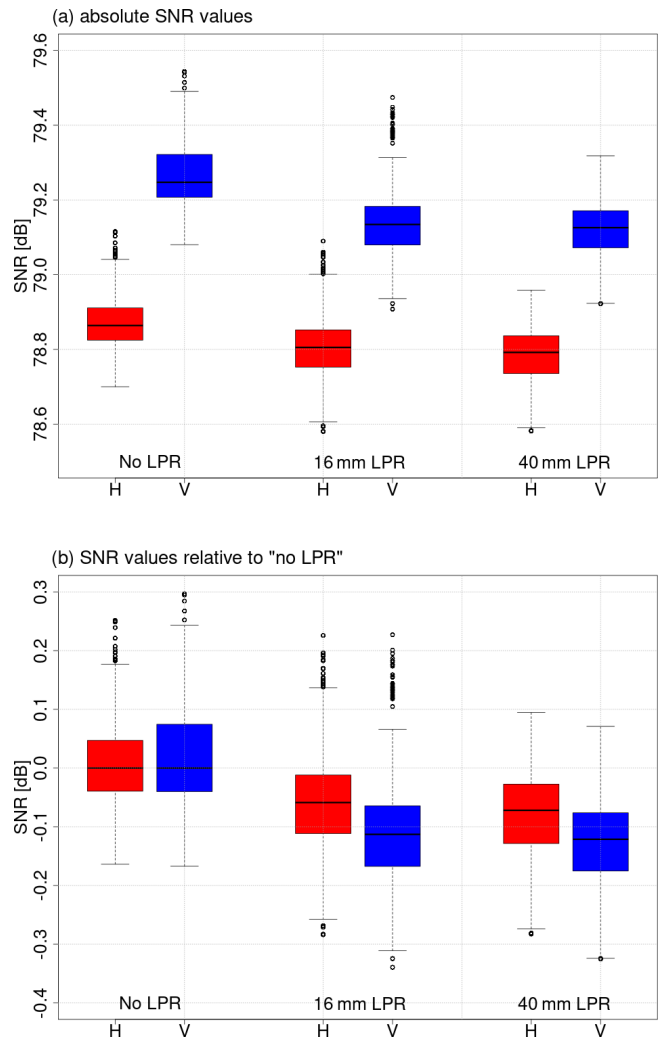 (a) absolute SNR values
SNR [dB]
79.6
79.4
79.2
79.0
78.8
78.6
No LPR 16 mm LPR 40 mm LPR
H V H V H V
(b) SNR values relative to "no LPR"
SNR [dB]
0.3
0.2
0.1
0.0
-0.1
-0.2
-0.3
-0.4
No LPR 16 mm LPR 40 mm LPR
H V H V H V